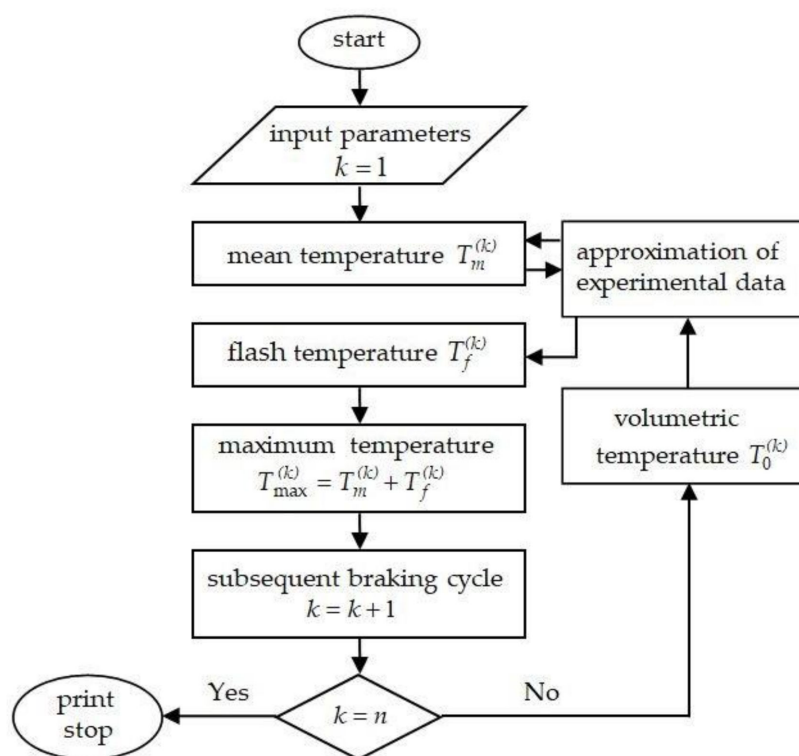 start
input parameters
k = 1
mean temperature T_m^(k)
approximation of
experimental data
flash temperature T_f^(k)
volumetric
temperature T_0^(k)
maximum temperature
T_max^(k) = T_m^(k) + T_f^(k)
subsequent braking cycle
k = k + 1
Yes
No
print
stop
k = n